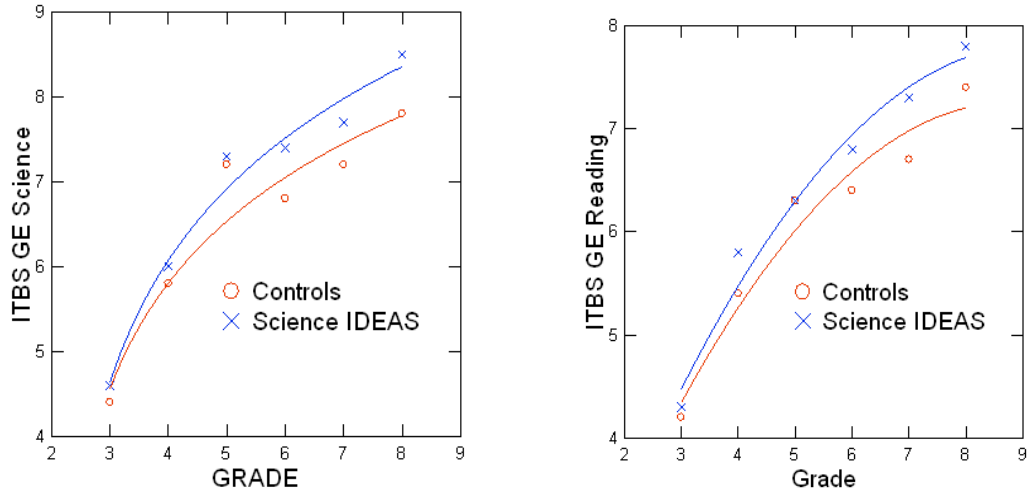 9
8
7
6
5
4
2 3 4 5 6 7 8 9
ITBS GE Science
GRADE
Controls
Science IDEAS
8
7
6
5
4
2 3 4 5 6 7 8 9
ITBS GE Reading
Grade
Controls
Science IDEAS